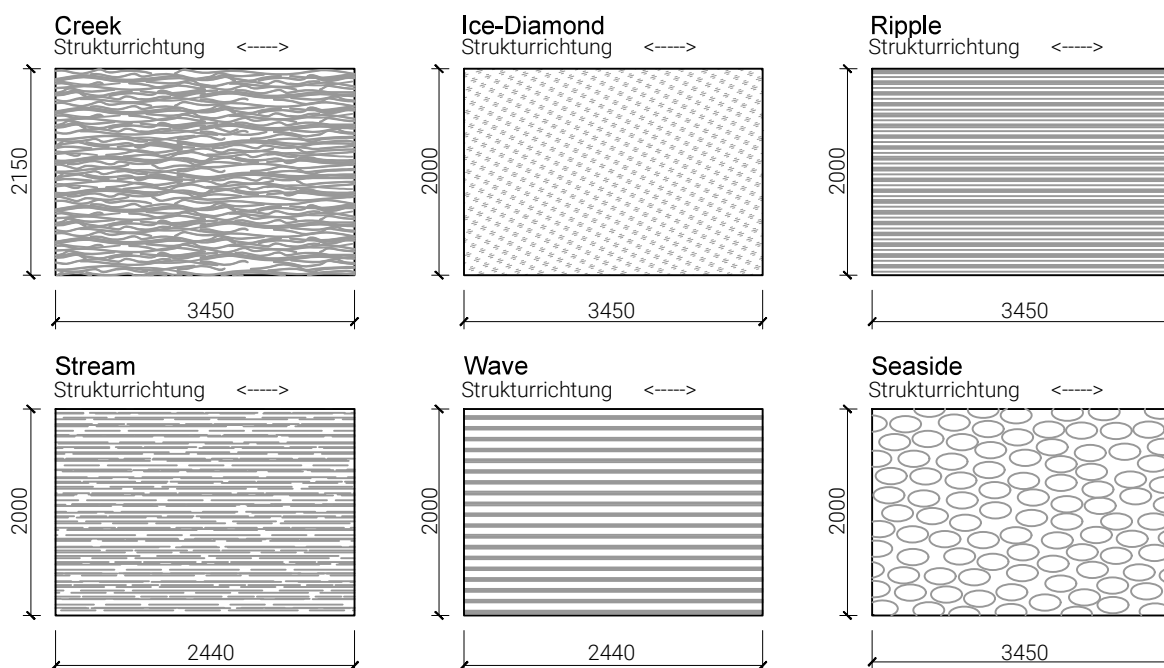 Creek
Strukturrichtung <----->
2150
3450
Ice-Diamond
Strukturrichtung <----->
2000
3450
Ripple
Strukturrichtung <----->
2000
3450
Stream
Strukturrichtung <----->
2000
2440
Wave
Strukturrichtung <----->
2000
2440
Seaside
Strukturrichtung <----->
2000
3450